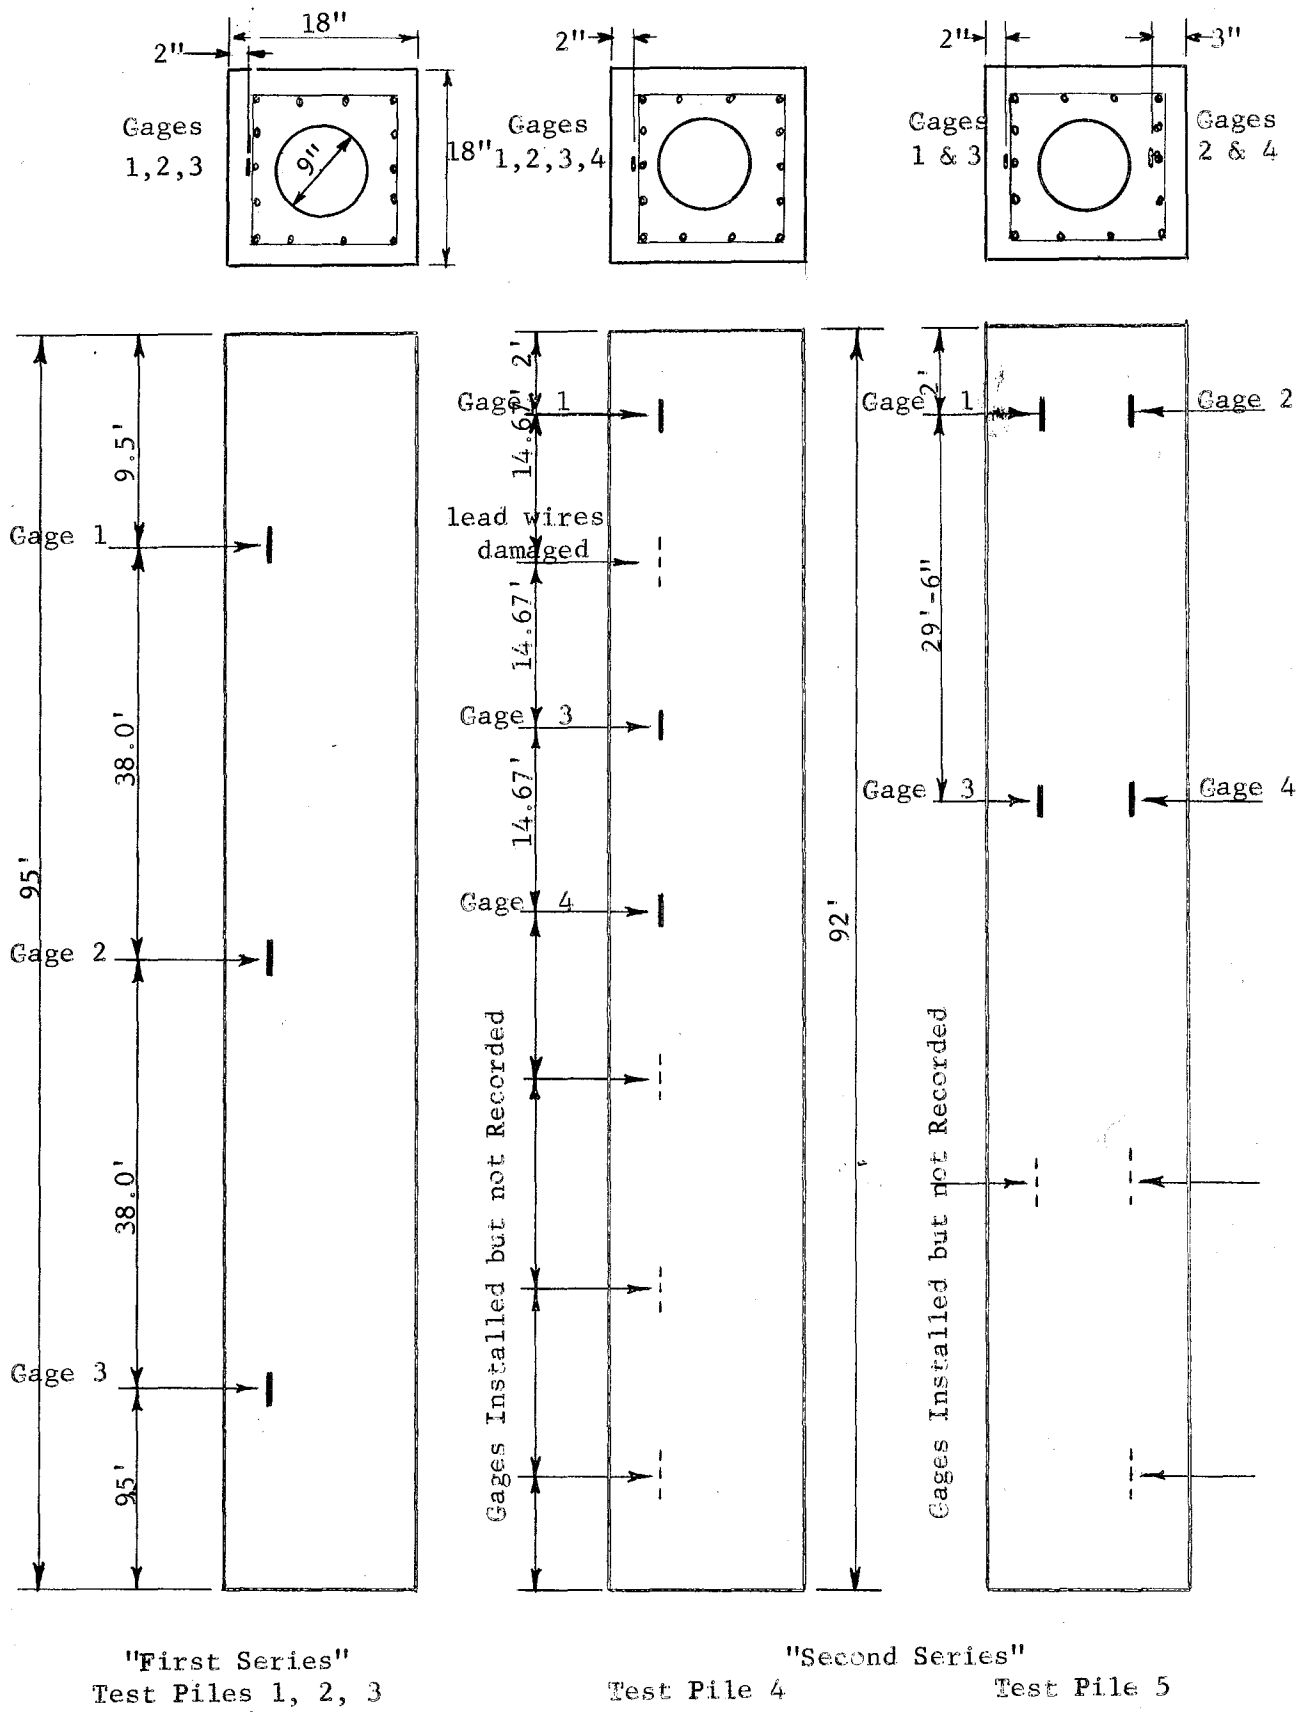 18"
2"
18"
9"
Gages
1,2,3
2"
Gages
1,2,3,4
2"
3"
Gages
1 & 3
Gages
2 & 4
95'
9.5'
Gage 1
38.0'
Gage 2
38.0'
Gage 3
95'
2'
Gage 1
14.67'
lead wires
damaged
14.67'
Gage 3
14.67'
Gage 4
Gages Installed but not Recorded
92'
2'
Gage 1
Gage 2
29'-6"
Gage 3
Gage 4
Gages Installed but not Recorded
"First Series"
Test Piles 1, 2, 3
"Second Series"
Test Pile 4
Test Pile 5